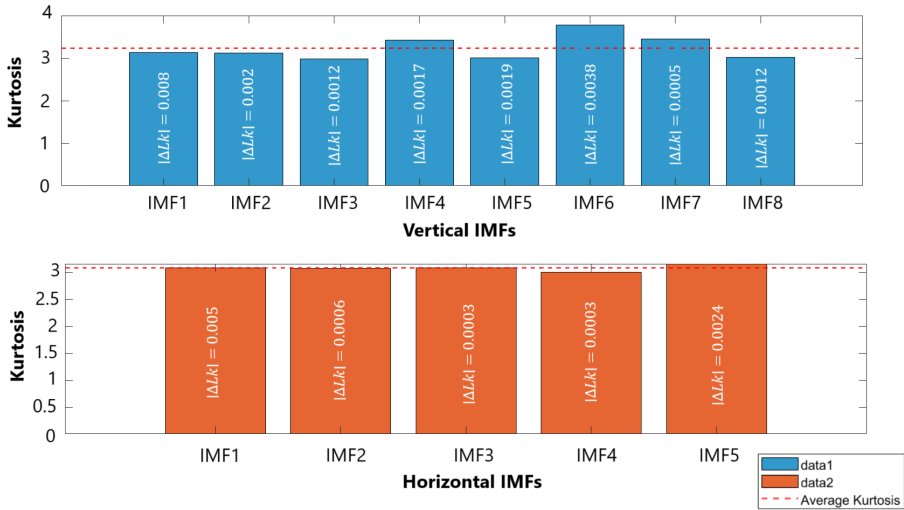 4
3
2
1
0
Kurtosis
|ΔLk| = 0.008
|ΔLk| = 0.002
|ΔLk| = 0.0012
|ΔLk| = 0.0017
|ΔLk| = 0.0019
|ΔLk| = 0.0038
|ΔLk| = 0.0005
|ΔLk| = 0.0012
IMF1 IMF2 IMF3 IMF4 IMF5 IMF6 IMF7 IMF8
Vertical IMFs
3
2.5
2
1.5
1
0.5
0
Kurtosis
|ΔLk| = 0.005
|ΔLk| = 0.0006
|ΔLk| = 0.0003
|ΔLk| = 0.0003
|ΔLk| = 0.0024
IMF1 IMF2 IMF3 IMF4 IMF5
Horizontal IMFs
data1
data2
Average Kurtosis